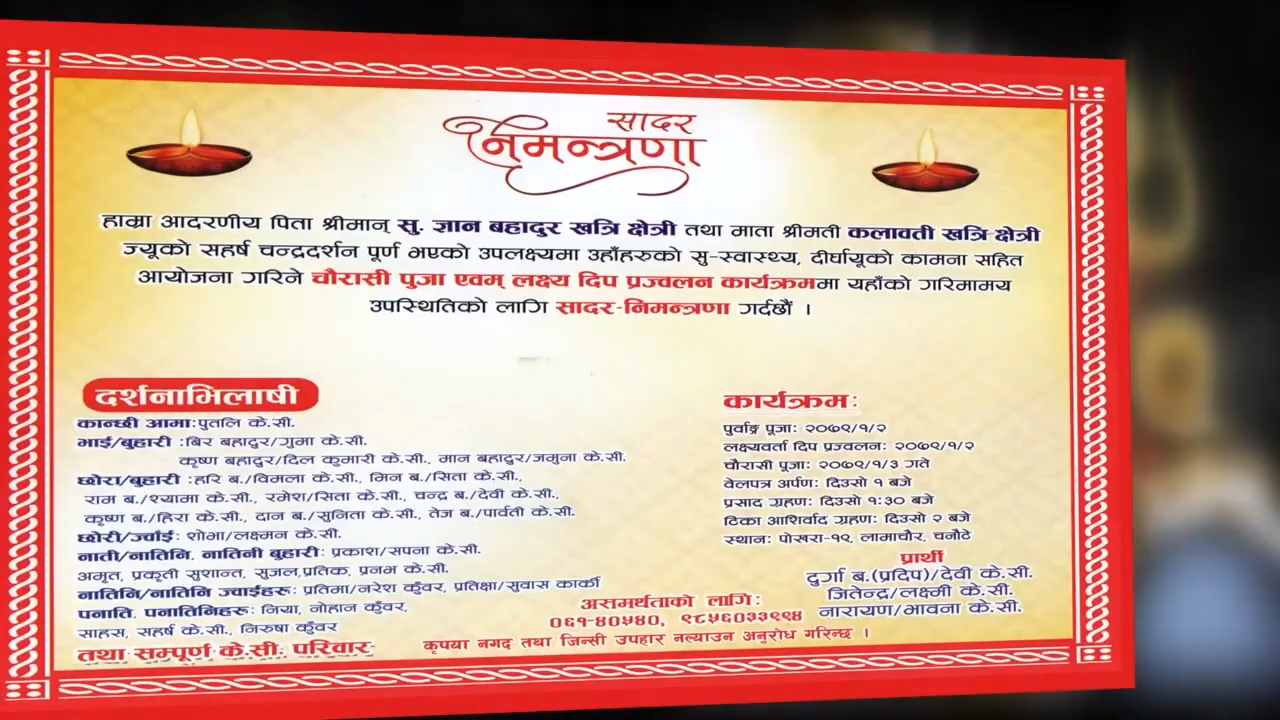 सादर
निमन्त्रणा
हाम्रा आदरणीय पिता श्रीमान् सु. ज्ञान बहादुर खत्रि क्षेत्री तथा माता श्रीमती कलावती खत्रि क्षेत्री
ज्यूको सहर्ष चन्द्रदर्शन पूर्ण भएको उपलक्ष्यमा उहाँहरुको सु-स्वास्थ्य, दीर्घायूको कामना सहित
आयोजना गरिने चौरासी पुजा एवम् लक्ष्य दिप प्रज्वलन कार्यक्रममा यहाँको गरिमामय
उपस्थितिको लागि सादर-निमन्त्रणा गर्दछौं ।
दर्शनाभिलाषी
कान्छी आमा:पुतलि के.सी.
भाई/बुहारी :बिर बहादुर/गुमा के.सी.
कृष्ण बहादुर/दिल कुमारी के.सी., मान बहादुर/जमुना के.सी.
छोरा/बुहारी :हरि ब./विमला के.सी., मिन ब./सिता के.सी.,
राम ब./श्यामा के.सी., रमेश/सिता के.सी., चन्द्र ब./देवी के.सी.,
कृष्ण ब./हिरा के.सी., दान ब./सुनिता के.सी., तेज ब./पार्वती के.सी.
छोरी/ज्वाँई: शोभा/लक्ष्मन के.सी.
नाती/नातिनि, नातिनी बुहारी: प्रकाश/सपना के.सी.
अमृत, प्रकृती सुशान्त, सुजल,प्रतिक, प्रनभ के.सी.
नातिनि/नातिनि ज्वाईहरु: प्रतिमा/नरेश कुँवर, प्रतिक्षा/सुवास कार्की
पनाति, पनातिनिहरु: निया, नोहान कुँवर,
साहस, सहर्ष के.सी., निरुषा कुँवर
तथा सम्पूर्ण के.सी. परिवार
कार्यक्रम:
पुर्वाङ्ग पूजा: २०७९/१/२
लक्ष्यवर्ता दिप प्रज्वलन: २०७९/१/२
चौरासी पूजा: २०७९/१/३ गते
वेलपत्र अर्पण: दिउसो १ बजे
प्रसाद ग्रहण: दिउसो १:३० बजे
टिका आशिर्वाद ग्रहण: दिउसो २ बजे
स्थान: पोखरा-१९, लामाचौर, चनौटे
प्रार्थी
दुर्गा ब.(प्रदिप)/देवी के.सी.
जितेन्द्र/लक्ष्मी के.सी.
नारायण/भावना के.सी.
असमर्थताको लागि:
०६१-४०५४०, ९८५६०३३९९४
कृपया नगद तथा जिन्सी उपहार नल्याउन अनुरोध गरिन्छ ।